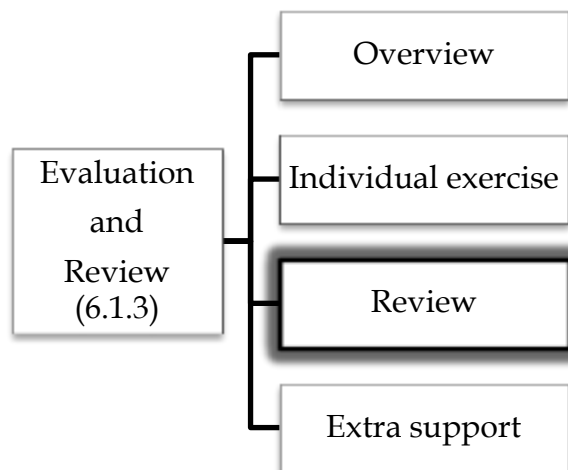 Evaluation
and
Review
(6.1.3)
Overview
Individual exercise
Review
Extra support